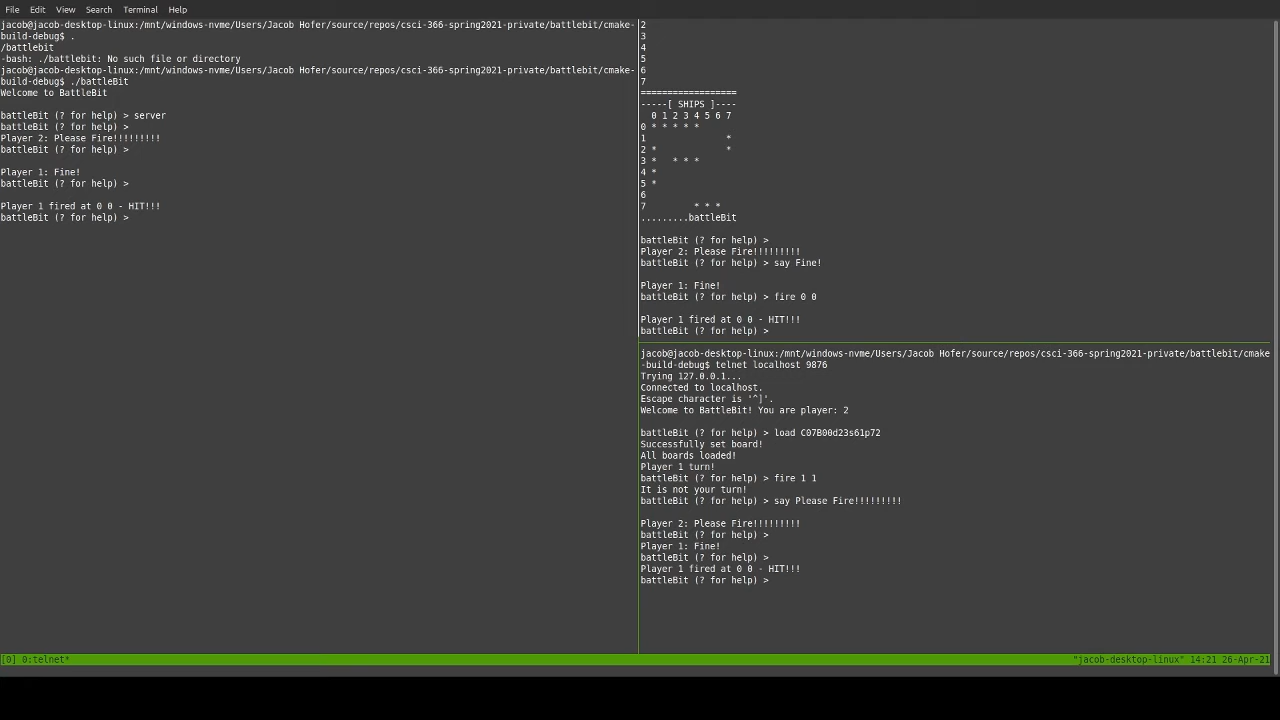 File Edit View Search Terminal Help
jacob@jacob-desktop-linux:/mnt/windows-nvme/Users/Jacob Hofer/source/repos/csci-366-spring2021-private/battlebit/cmake-
build-debug$ .
/battlebit
-bash: ./battlebit: No such file or directory
jacob@jacob-desktop-linux:/mnt/windows-nvme/Users/Jacob Hofer/source/repos/csci-366-spring2021-private/battlebit/cmake-
build-debug$ ./battleBit
Welcome to BattleBit
battleBit (? for help) > server
battleBit (? for help) >
Player 2: Please Fire!!!!!!!!!
battleBit (? for help) >
Player 1: Fine!
battleBit (? for help) >
Player 1 fired at 0 0 - HIT!!!
battleBit (? for help) >
2
3
4
5
6
7
==================
-----[ SHIPS ]----
  0 1 2 3 4 5 6 7
0 * * * * *
1               *
2 *             *
3 *   * * *
4 *
5 *
6
7         * * *
.........battleBit
battleBit (? for help) >
Player 2: Please Fire!!!!!!!!!
battleBit (? for help) > say Fine!
Player 1: Fine!
battleBit (? for help) > fire 0 0
Player 1 fired at 0 0 - HIT!!!
battleBit (? for help) >
jacob@jacob-desktop-linux:/mnt/windows-nvme/Users/Jacob Hofer/source/repos/csci-366-spring2021-private/battlebit/cmake
-build-debug$ telnet localhost 9876
Trying 127.0.0.1...
Connected to localhost.
Escape character is '^]'.
Welcome to BattleBit! You are player: 2
battleBit (? for help) > load C07B00d23s61p72
Successfully set board!
All boards loaded!
Player 1 turn!
battleBit (? for help) > fire 1 1
It is not your turn!
battleBit (? for help) > say Please Fire!!!!!!!!!
Player 2: Please Fire!!!!!!!!!
battleBit (? for help) >
Player 1: Fine!
battleBit (? for help) >
Player 1 fired at 0 0 - HIT!!!
battleBit (? for help) >
[0] 0:telnet* "jacob-desktop-linux" 14:21 26-Apr-21